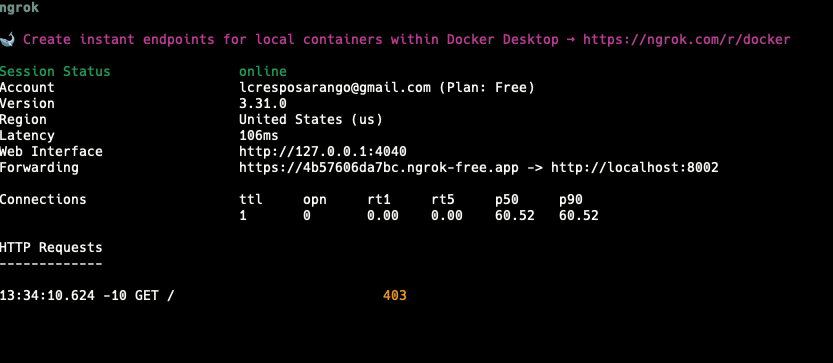 ngrok
🐋 Create instant endpoints for local containers within Docker Desktop → https://ngrok.com/r/docker
Session Status online
Account lcresposarango@gmail.com (Plan: Free)
Version 3.31.0
Region United States (us)
Latency 106ms
Web Interface http://127.0.0.1:4040
Forwarding https://4b57606da7bc.ngrok-free.app -> http://localhost:8002
Connections ttl opn rt1 rt5 p50 p90
1 0 0.00 0.00 60.52 60.52
HTTP Requests
-------------
13:34:10.624 -10 GET / 403